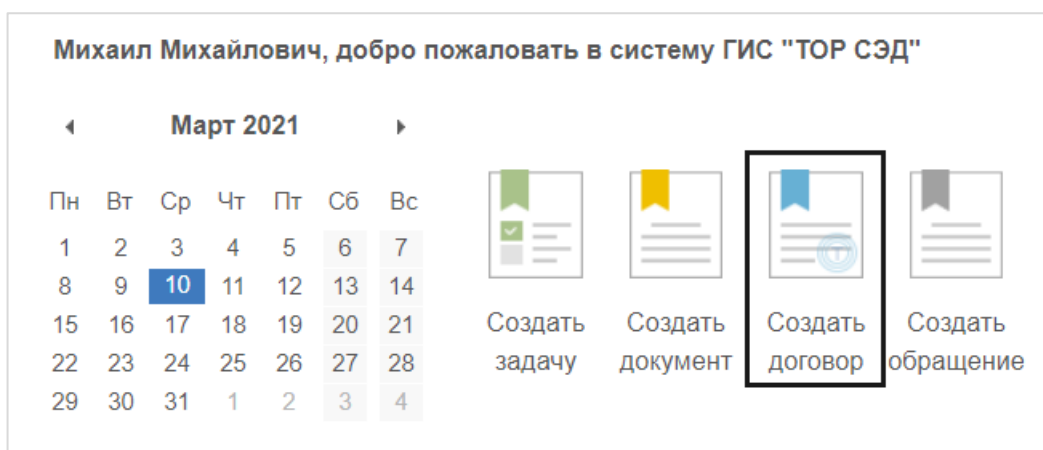 Михаил Михайлович, добро пожаловать в систему ГИС "ТОР СЭД"
Март 2021
Пн Вт Ср Чт Пт Сб Вс
1 2 3 4 5 6 7
8 9 10 11 12 13 14
15 16 17 18 19 20 21
22 23 24 25 26 27 28
29 30 31 1 2 3 4
Создать задачу
Создать документ
Создать договор
Создать обращение